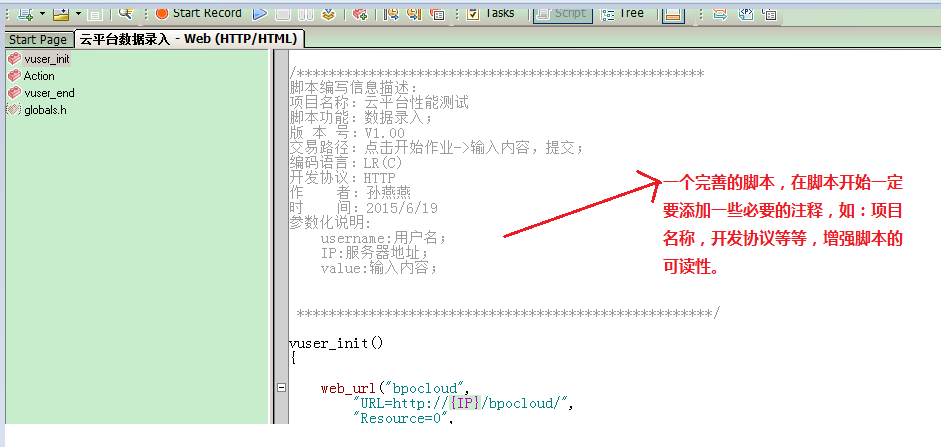 Start Record
Tasks
Script
Tree
Start Page
云平台数据录入 - Web (HTTP/HTML)
vuser_init
Action
vuser_end
globals.h
/***************************************************
脚本编写信息描述:
项目名称: 云平台性能测试
脚本功能: 数据录入;
版 本 号: V1.00
交易路径: 点击开始作业->输入内容, 提交;
编码语言: LR(C)
开发协议: HTTP
作 者: 孙燕燕
时 间: 2015/6/19
参数化说明:
username:用户名;
IP:服务器地址;
value:输入内容;
****************************************************/
vuser_init()
{
web_url("bpocloud",
"URL=http://{IP}/bpocloud/",
"Resource=0",
一个完善的脚本，在脚本开始一定
要添加一些必要的注释，如：项目
名称，开发协议等等，增强脚本的
可读性。